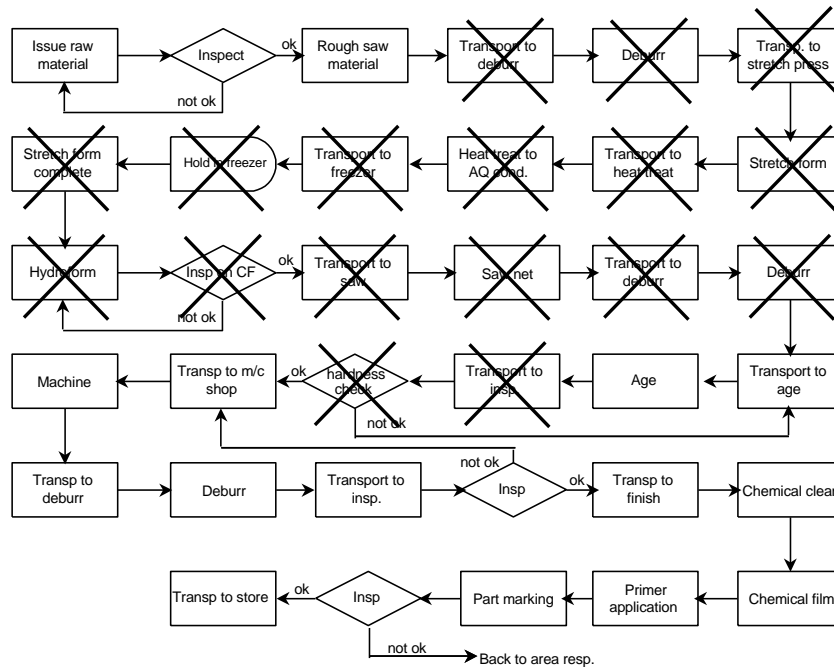 Issue raw
material
Inspect
ok
not ok
Rough saw
material
Transport to
deburr
Deburr
Transp. to
stretch press
Stretch form
complete
Hold in freezer
Transport to
freezer
Heat treat to
AQ cond.
Transport to
heat treat
Stretch form
Hydroform
Insp on CF
ok
not ok
Transport to
saw
Saw net
Transport to
deburr
Deburr
Machine
Transp to m/c
shop
ok
hardness
check
not ok
Transport to
insp
Age
Transport to
age
Transp to
deburr
Deburr
Transport to
insp.
not ok
Insp
ok
Transp to
finish
Chemical clean
Transp to store
ok
Insp
not ok
Part marking
Primer
application
Chemical film
Back to area resp.